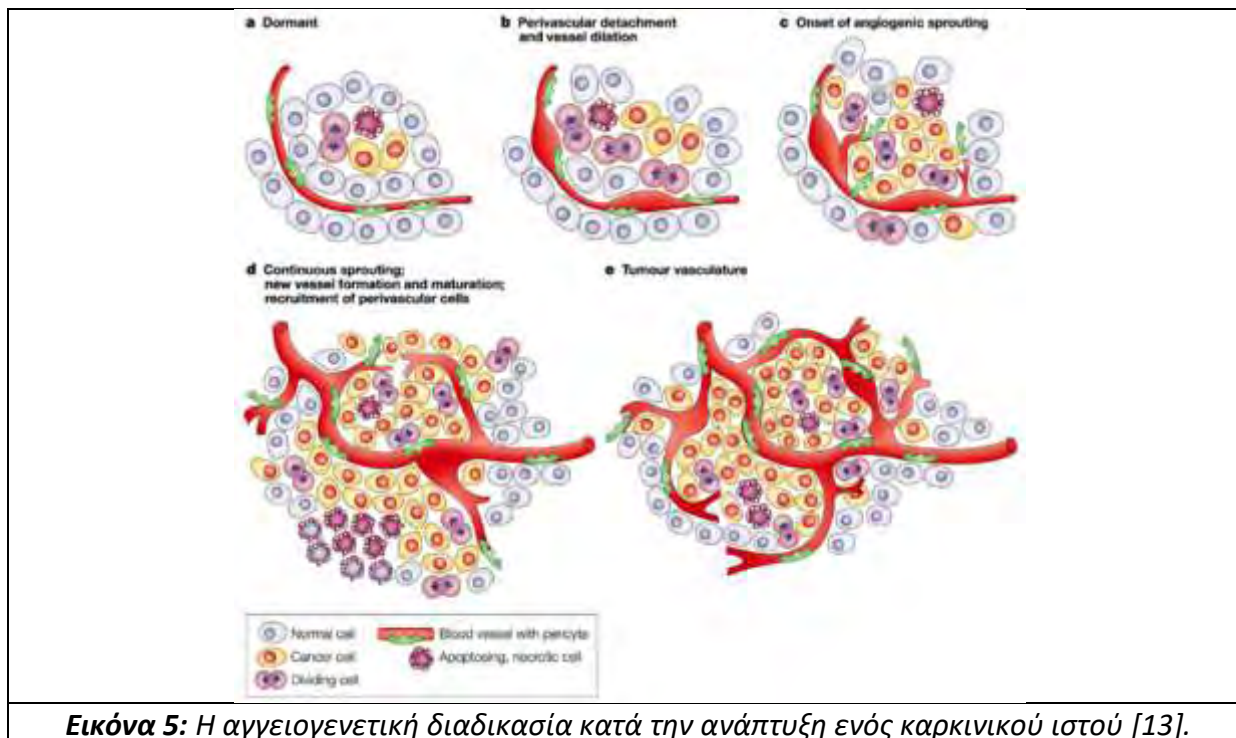 a Dormant
b Perivascular detachment
and vessel dilation
c Onset of angiogenic sprouting
d Continuous sprouting;
new vessel formation and maturation;
recruitment of perivascular cells
e Tumour vasculature
Normal cell
Cancer cell
Dividing cell
Blood vessel with pericyte
Apoptosing, necrotic cell
Εικόνα 5: Η αγγειογενετική διαδικασία κατά την ανάπτυξη ενός καρκινικού ιστού [13].